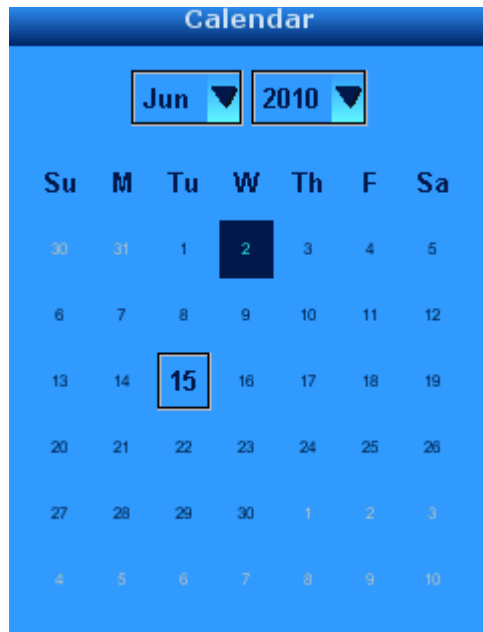 Calendar
Jun 2010
Su M Tu W Th F Sa
30 31 1 2 3 4 5
6 7 8 9 10 11 12
13 14 15 16 17 18 19
20 21 22 23 24 25 26
27 28 29 30 1 2 3
4 5 6 7 8 9 10